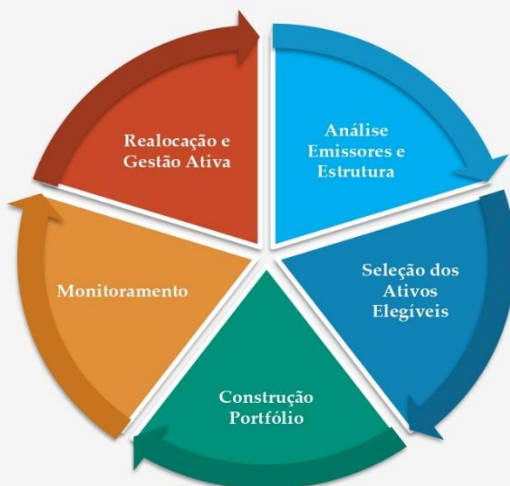 Análise
Emissores e
Estrutura
Seleção dos
Ativos
Elegíveis
Construção
Portfólio
Monitoramento
Realocação e
Gestão Ativa